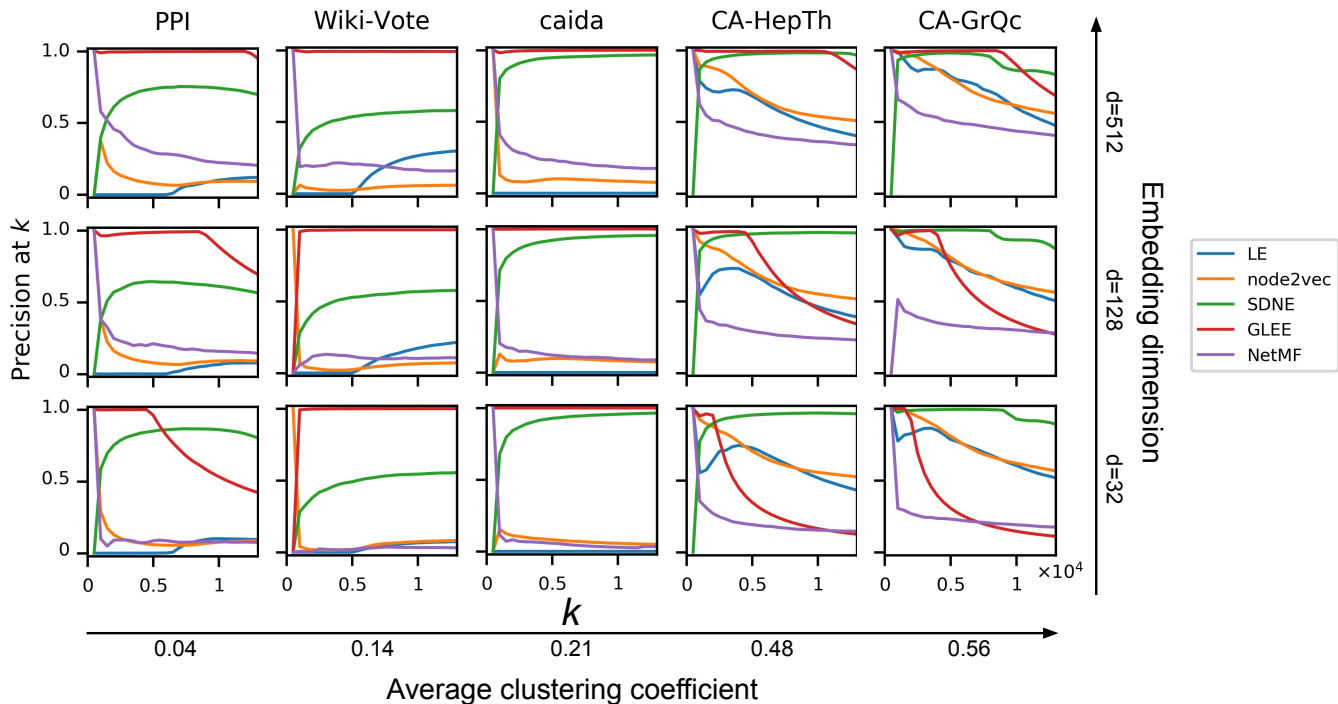 PPI Wiki-Vote caida CA-HepTh CA-GrQc
1.0
0.5
0
d=512
1.0
0.5
0
d=128
1.0
0.5
0
d=32
Precision at k
Embedding dimension
LE
node2vec
SDNE
GLEE
NetMF
0 0.5 1 0 0.5 1 0 0.5 1 0 0.5 1 0 0.5 1 ×10⁴
k
0.04 0.14 0.21 0.48 0.56
Average clustering coefficient